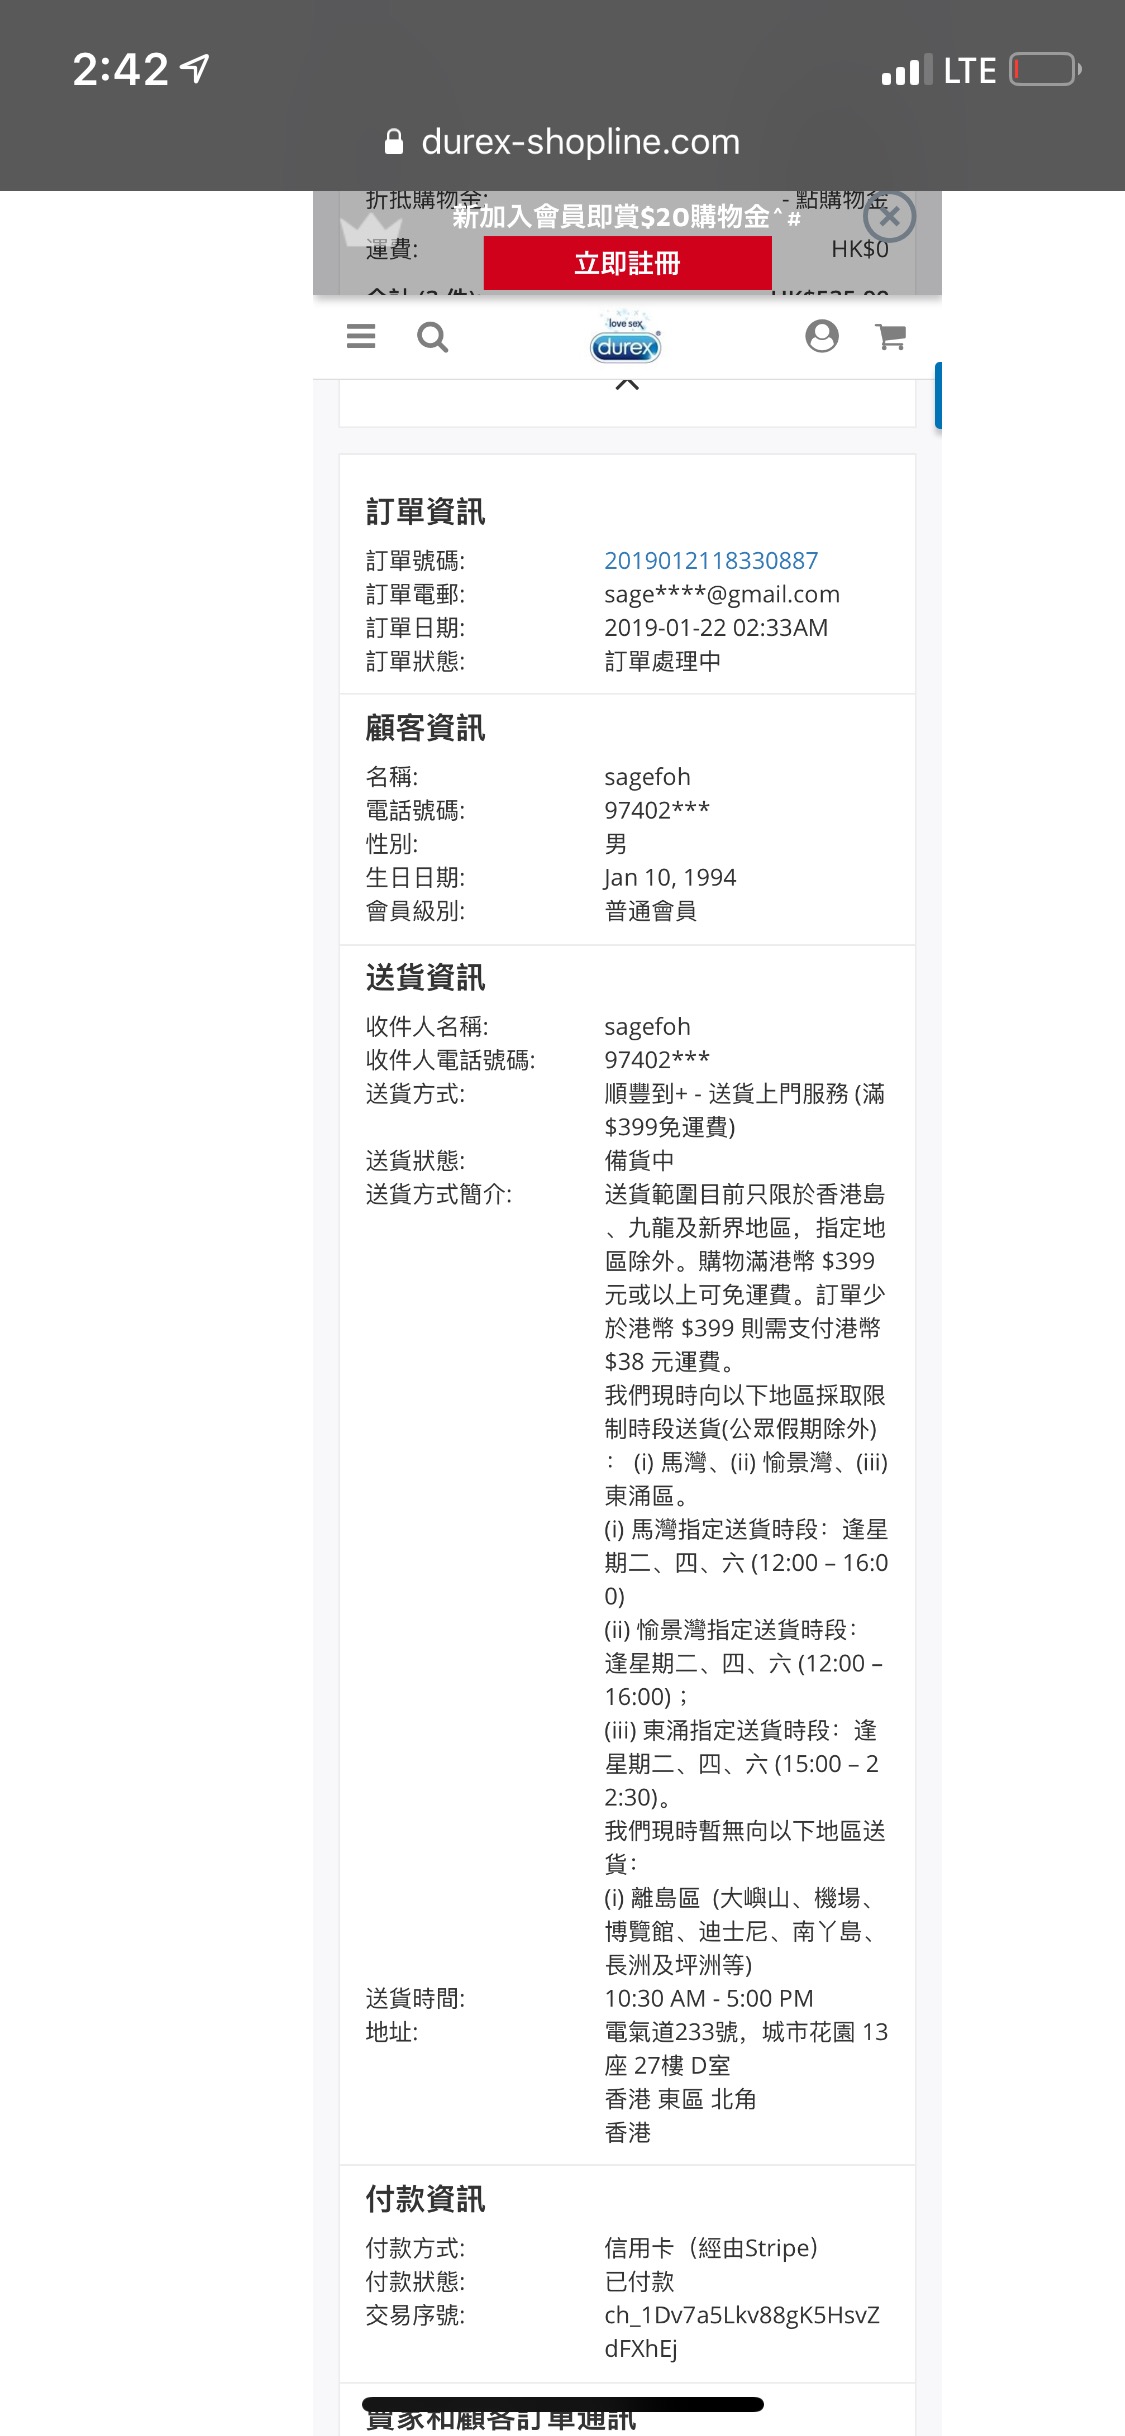 2:42
LTE
durex-shopline.com
折抵購物金:
- 點購物金
新加入會員即賞$20購物金^#
運費:
HK$0
立即註冊
love sex
durex
訂單資訊
訂單號碼: 2019012118330887
訂單電郵: sage****@gmail.com
訂單日期: 2019-01-22 02:33AM
訂單狀態: 訂單處理中
顧客資訊
名稱: sagefoh
電話號碼: 97402***
性別: 男
生日日期: Jan 10, 1994
會員級別: 普通會員
送貨資訊
收件人名稱: sagefoh
收件人電話號碼: 97402***
送貨方式: 順豐到+ - 送貨上門服務 (滿
$399免運費)
送貨狀態: 備貨中
送貨方式簡介: 送貨範圍目前只限於香港島
、九龍及新界地區，指定地
區除外。購物滿港幣 $399
元或以上可免運費。訂單少
於港幣 $399 則需支付港幣
$38 元運費。
我們現時向以下地區採取限
制時段送貨(公眾假期除外)
： (i) 馬灣、(ii) 愉景灣、(iii)
東涌區。
(i) 馬灣指定送貨時段：逢星
期二、四、六 (12:00 – 16:0
0)
(ii) 愉景灣指定送貨時段：
逢星期二、四、六 (12:00 –
16:00)；
(iii) 東涌指定送貨時段：逢
星期二、四、六 (15:00 – 2
2:30)。
我們現時暫無向以下地區送
貨：
(i) 離島區 (大嶼山、機場、
博覽館、迪士尼、南丫島、
長洲及坪洲等)
送貨時間: 10:30 AM - 5:00 PM
地址: 電氣道233號，城市花園 13
座 27樓 D室
香港 東區 北角
香港
付款資訊
付款方式: 信用卡（經由Stripe）
付款狀態: 已付款
交易序號: ch_1Dv7a5Lkv88gK5HsvZ
dFXhEj
賣家和顧客訂單通訊